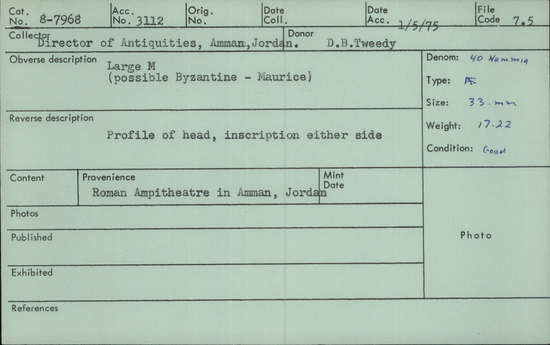 Cat. No. 8-7968 Acc. No. 3112 Orig. No. Date Coll. Date Acc. 1/5/75 File Code 7.5
Collector Director of Antiquities, Amman,Jordan. Donor D.B.Tweedy
Obverse description Large M
(possible Byzantine - Maurice)
Denom: 40 Nummia
Type: Æ
Size: 33 mm
Weight: 17.22
Condition: Good
Reverse description
Profile of head, inscription either side
Content Provenience Mint Date
Roman Ampitheatre in Amman, Jordan
Photos
Published
Photo
Exhibited
References